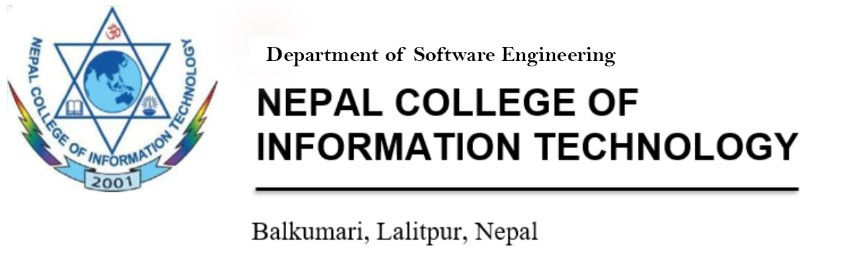 ॐ
NEPAL COLLEGE OF INFORMATION TECHNOLOGY
2001
Department of Software Engineering
NEPAL COLLEGE OF
INFORMATION TECHNOLOGY
Balkumari, Lalitpur, Nepal